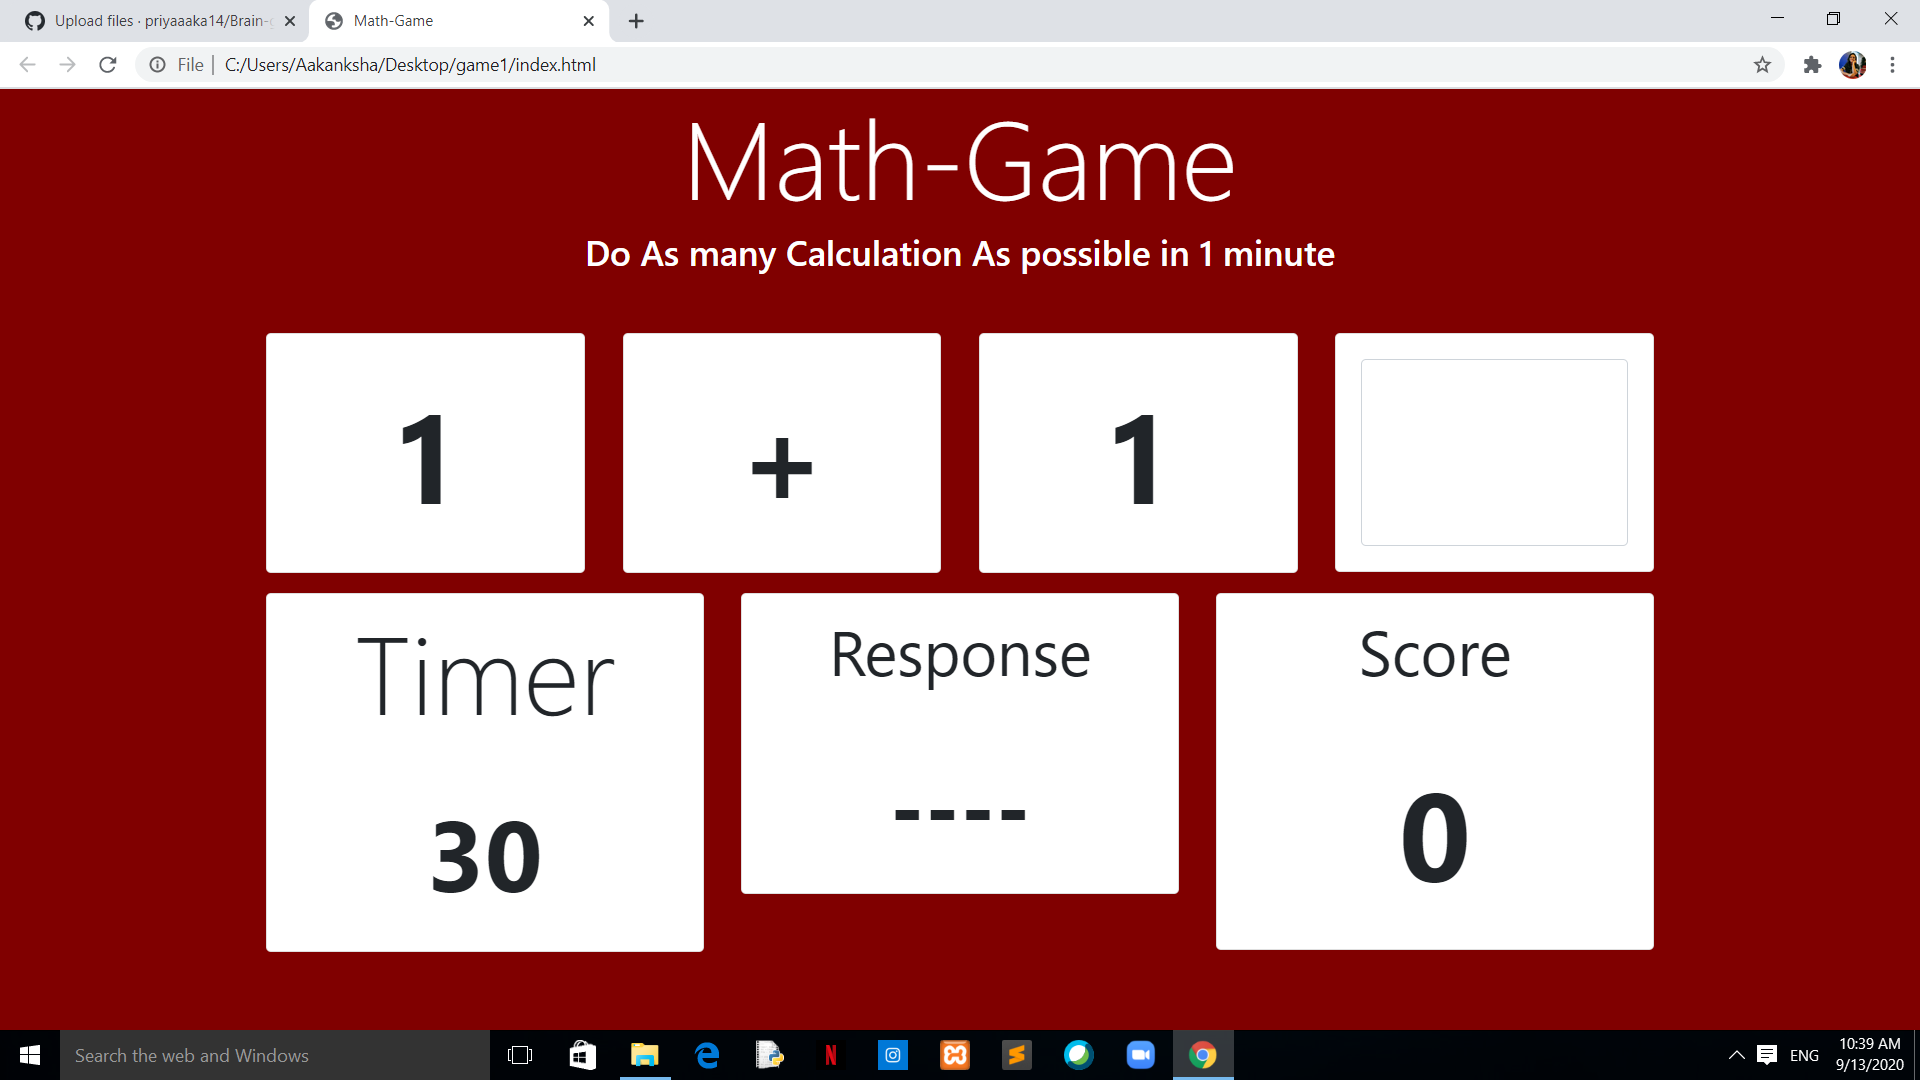 Upload files · priyaaaka14/Brain-g
Math-Game
File
C:/Users/Aakanksha/Desktop/game1/index.html
Math-Game
Do As many Calculation As possible in 1 minute
1 + 1
Timer
Response
Score
30
----
0
Search the web and Windows
ENG
10:39 AM
9/13/2020